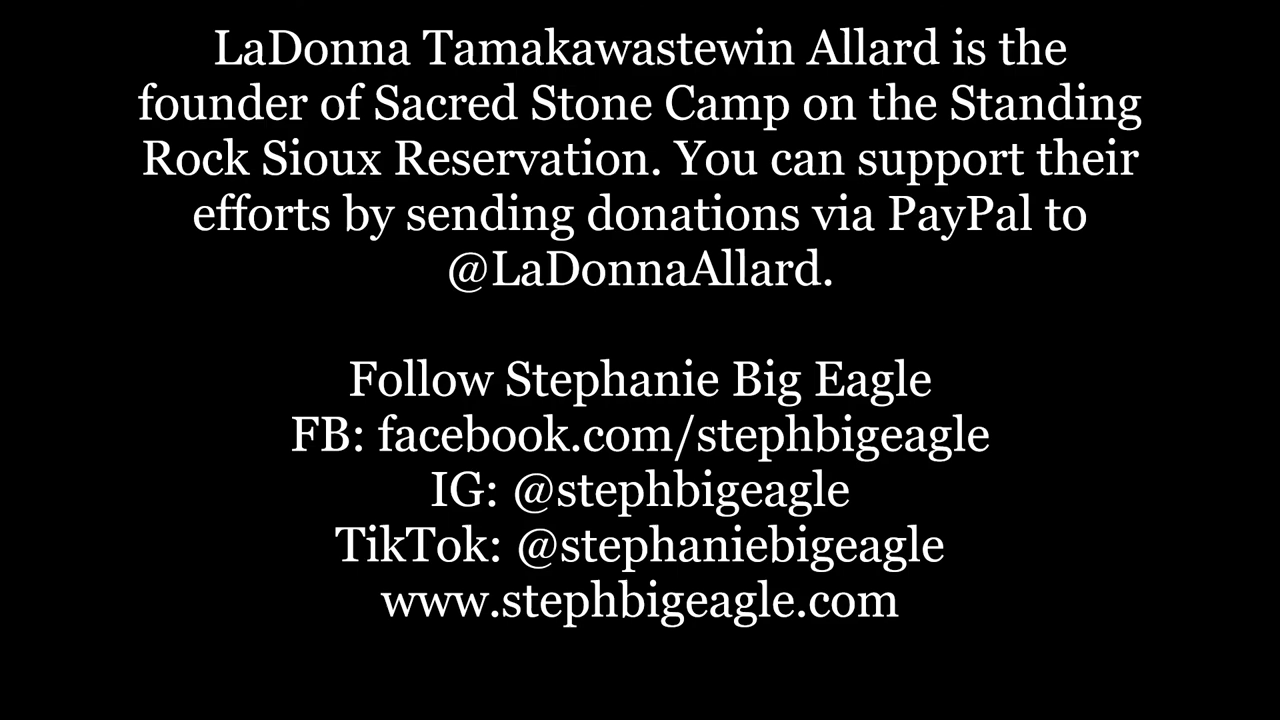 LaDonna Tamakawastewin Allard is the
founder of Sacred Stone Camp on the Standing
Rock Sioux Reservation. You can support their
efforts by sending donations via PayPal to
@LaDonnaAllard.
Follow Stephanie Big Eagle
FB: facebook.com/stephbigeagle
IG: @stephbigeagle
TikTok: @stephaniebigeagle
www.stephbigeagle.com